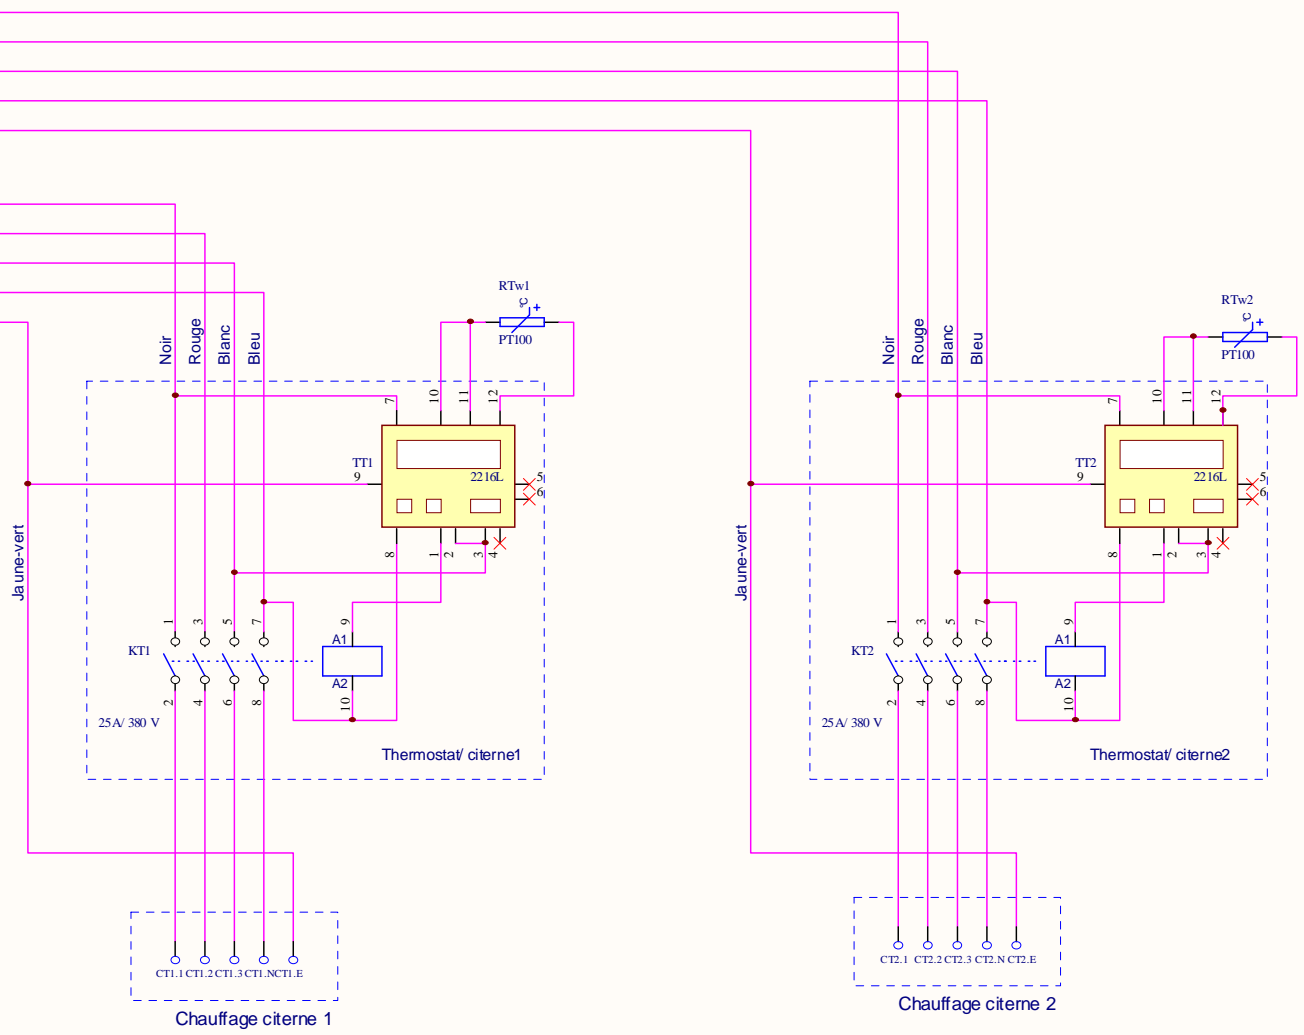 RTw1
°C
+
PT100
Noir
Rouge
Blanc
Bleu
7
10
11
12
TT1
9
2216L
5
6
8
1
2
3
4
Jaune-vert
1
3
5
7
9
KT1
A1
A2
2
4
6
8
10
25A/ 380 V
Thermostat/ citerne1
CT1.1
CT1.2
CT1.3
CT1.N
CT1.E
Chauffage citerne 1
RTw2
°C
+
PT100
Noir
Rouge
Blanc
Bleu
7
10
11
12
TT2
9
2216L
5
6
8
1
2
3
4
Jaune-vert
1
3
5
7
9
KT2
A1
A2
2
4
6
8
10
25A/ 380 V
Thermostat/ citerne2
CT2.1
CT2.2
CT2.3
CT2.N
CT2.E
Chauffage citerne 2